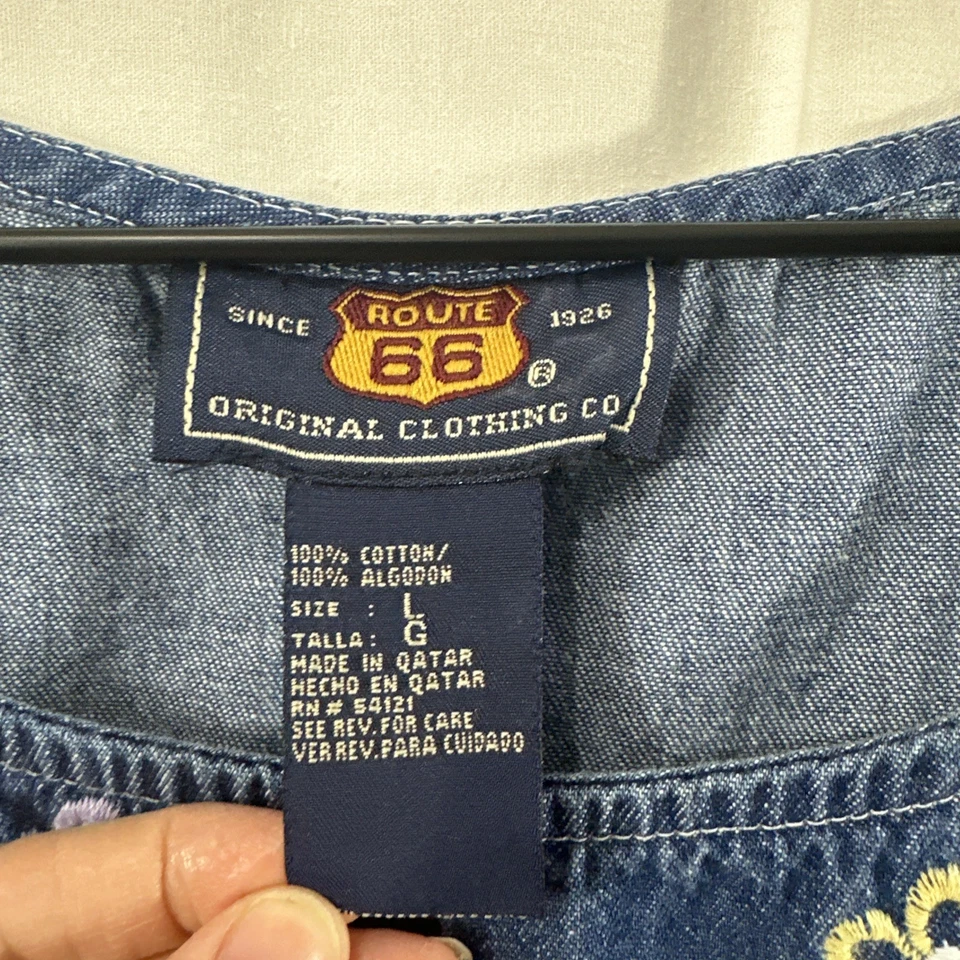 SINCE ROUTE 1926
66 ®
ORIGINAL CLOTHING CO
100% COTTON/
100% ALGODON
SIZE : L
TALLA : G
MADE IN QATAR
HECHO EN QATAR
RN # 54121
SEE REV. FOR CARE
VER REV. PARA CUIDADO